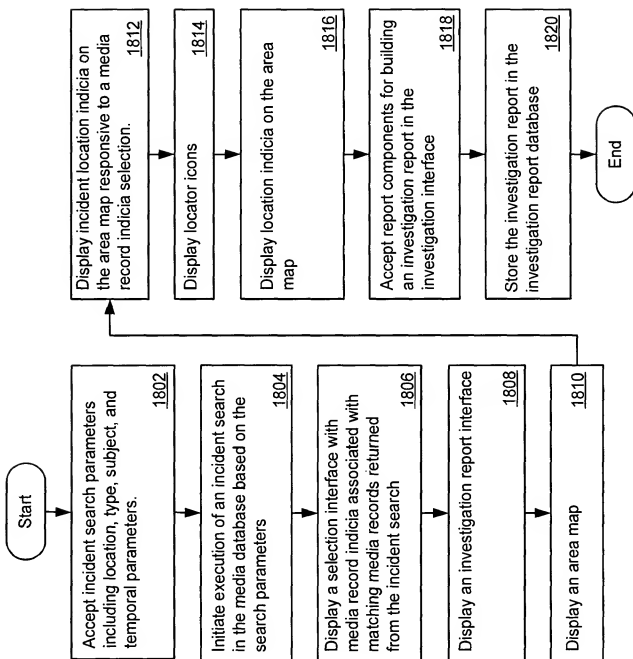 Start
Accept incident search parameters
including location, type, subject, and
temporal parameters.
1802
Initiate execution of an incident search
in the media database based on the
search parameters
1804
Display a selection interface with
media record indicia associated with
matching media records returned
from the incident search
1806
Display an investigation report interface
1808
Display an area map
1810
Display incident location indicia on
the area map responsive to a media
record indicia selection.
1812
Display locator icons
1814
Display location indicia on the area
map
1816
Accept report components for building
an investigation report in the
investigation interface
1818
Store the investigation report in the
investigation report database
1820
End